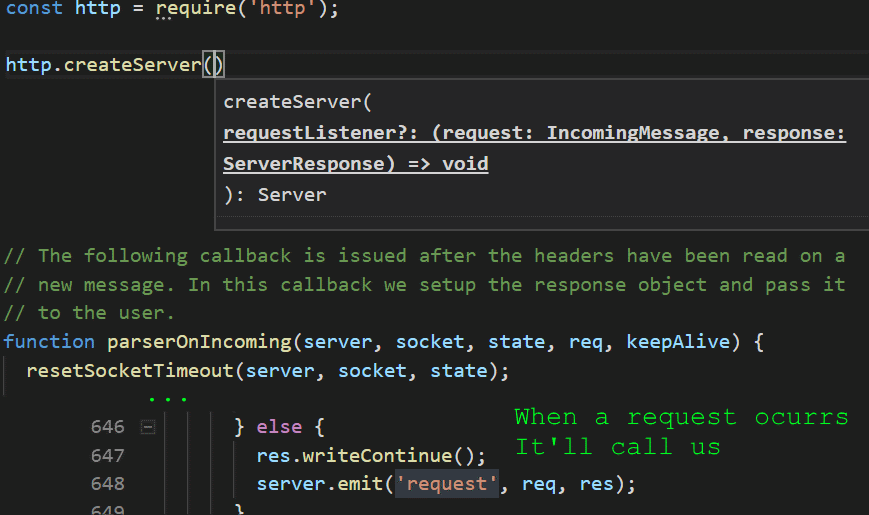 const http = require('http');
http.createServer()
createServer(
requestListener?: (request: IncomingMessage, response:
ServerResponse) => void
): Server
// The following callback is issued after the headers have been read on a
// new message. In this callback we setup the response object and pass it
// to the user.
function parserOnIncoming(server, socket, state, req, keepAlive) {
resetSocketTimeout(server, socket, state);
...
When a request ocurrs
646 } else {
It'll call us
647 res.writeContinue();
648 server.emit('request', req, res);
649 }